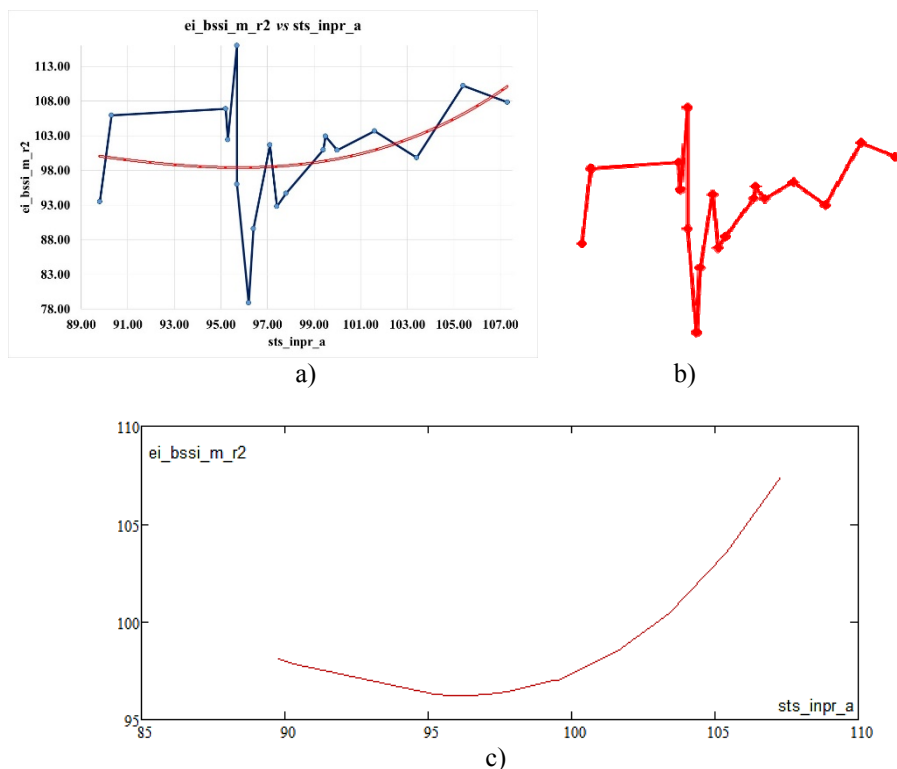 ei_bssi_m_r2 vs sts_inpr_a
113.00
108.00
103.00
98.00
93.00
88.00
83.00
78.00
ei_bssi_m_r2
89.00 91.00 93.00 95.00 97.00 99.00 101.00 103.00 105.00 107.00
sts_inpr_a
a)
b)
110
ei_bssi_m_r2
105
100
sts_inpr_a
95
85 90 95 100 105 110
c)